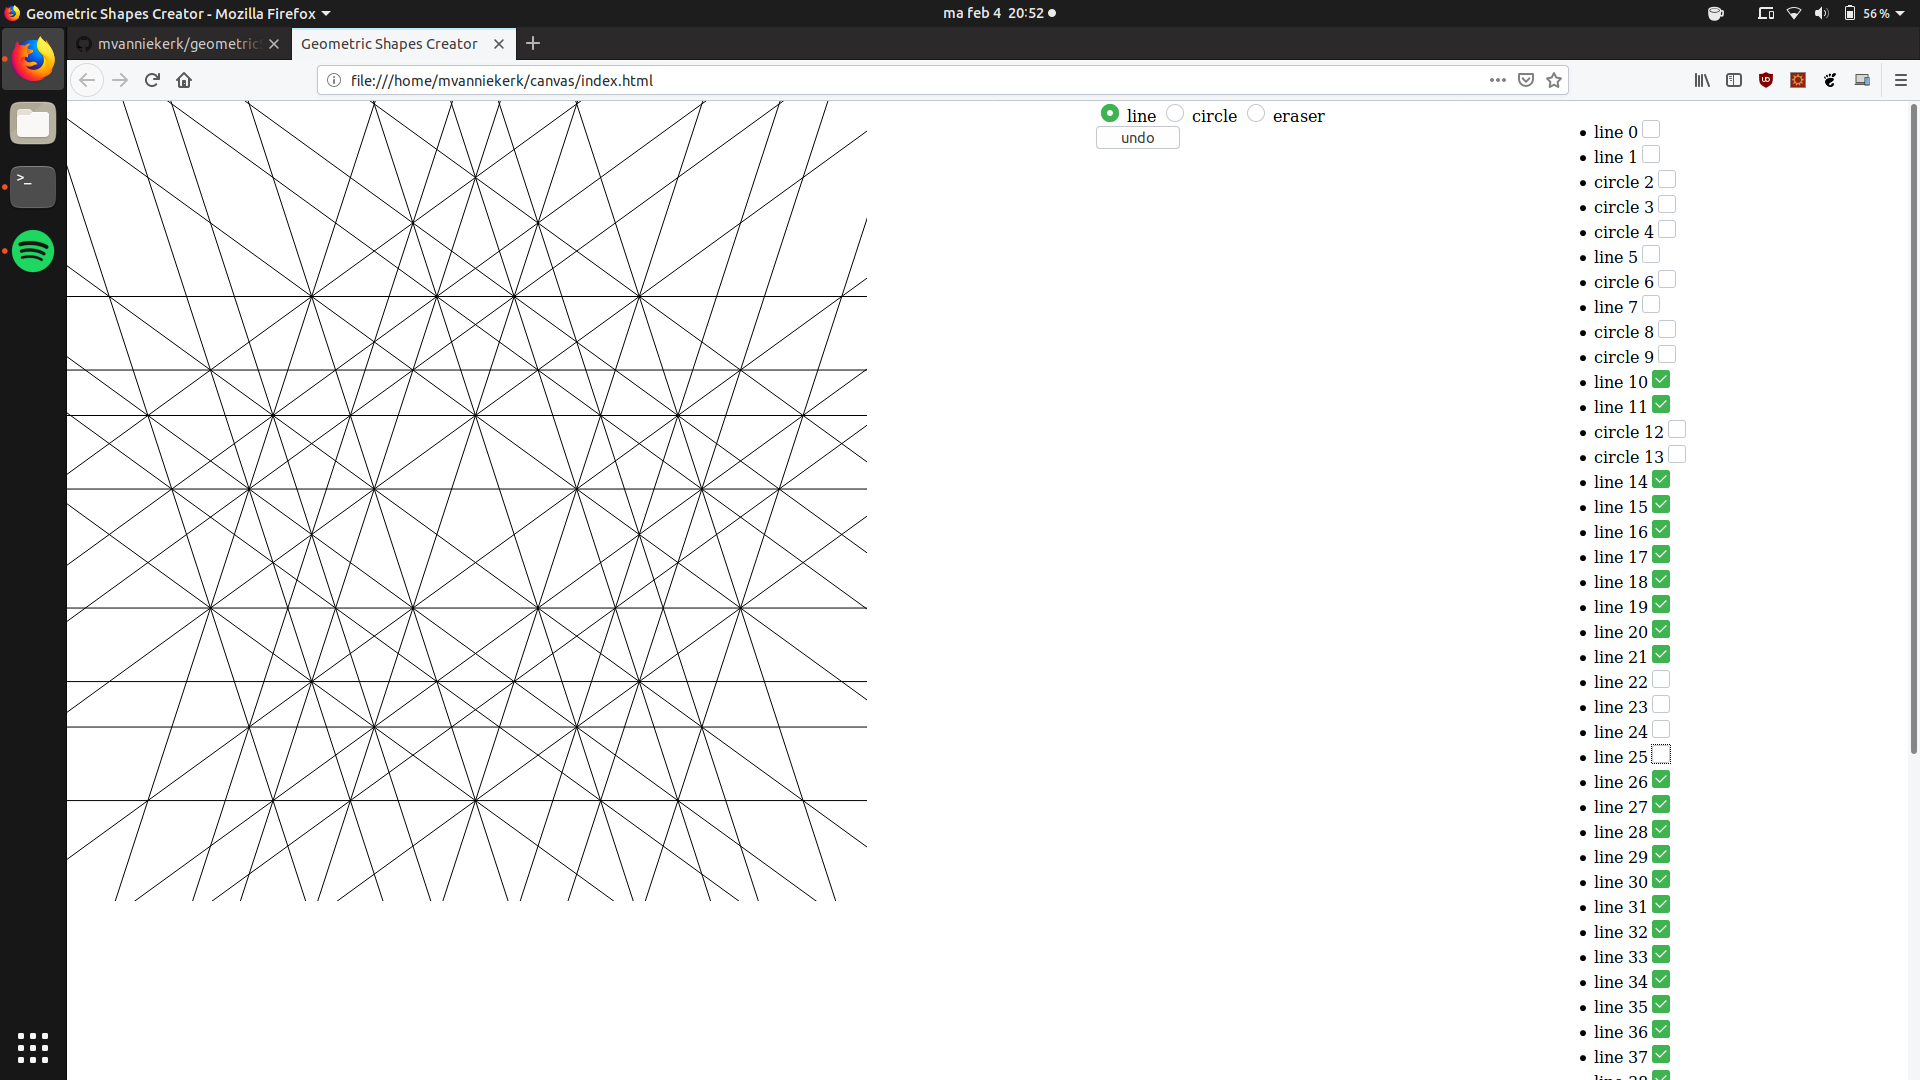 Geometric Shapes Creator - Mozilla Firefox
ma feb 4 20:52
56 %
mvanniekerk/geometric
Geometric Shapes Creator
file:///home/mvanniekerk/canvas/index.html
line circle eraser
undo
line 0
line 1
circle 2
circle 3
circle 4
line 5
circle 6
line 7
circle 8
circle 9
line 10
line 11
circle 12
circle 13
line 14
line 15
line 16
line 17
line 18
line 19
line 20
line 21
line 22
line 23
line 24
line 25
line 26
line 27
line 28
line 29
line 30
line 31
line 32
line 33
line 34
line 35
line 36
line 37